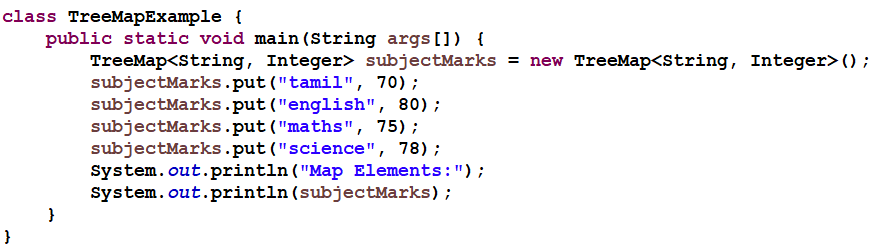 class TreeMapExample {
    public static void main(String args[]) {
        TreeMap<String, Integer> subjectMarks = new TreeMap<String, Integer>();
        subjectMarks.put("tamil", 70);
        subjectMarks.put("english", 80);
        subjectMarks.put("maths", 75);
        subjectMarks.put("science", 78);
        System.out.println("Map Elements:");
        System.out.println(subjectMarks);
    }
}